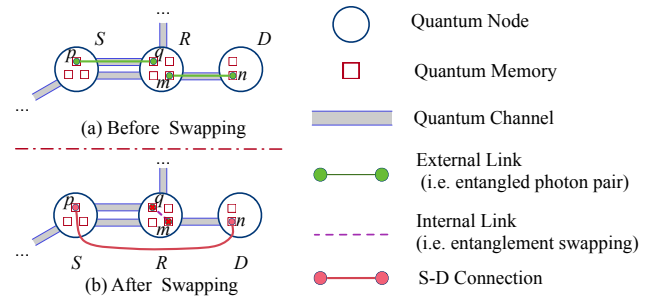 ...
S R D
p q
m n
...
(a) Before Swapping
...
p q
m n
...
S R D
(b) After Swapping
Quantum Node
Quantum Memory
Quantum Channel
External Link
(i.e. entangled photon pair)
Internal Link
(i.e. entanglement swapping)
S-D Connection